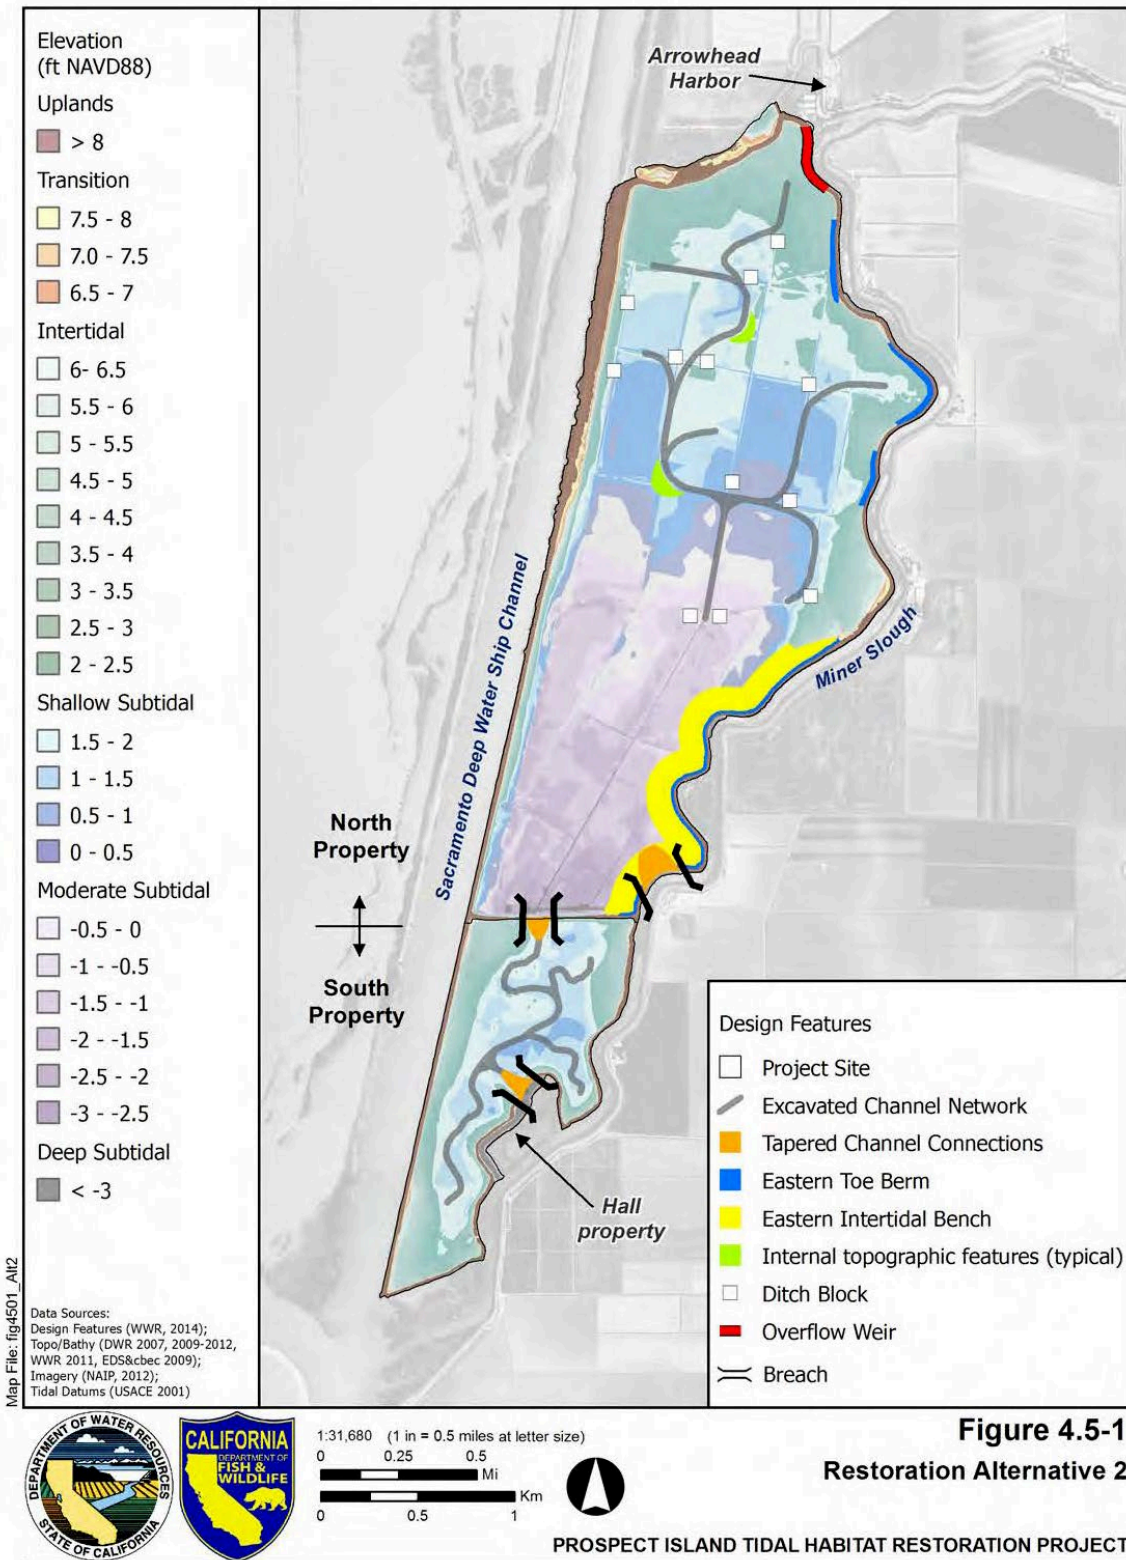 Elevation
(ft NAVD88)
Uplands
> 8
Transition
7.5 - 8
7.0 - 7.5
6.5 - 7
Intertidal
6- 6.5
5.5 - 6
5 - 5.5
4.5 - 5
4 - 4.5
3.5 - 4
3 - 3.5
2.5 - 3
2 - 2.5
Shallow Subtidal
1.5 - 2
1 - 1.5
0.5 - 1
0 - 0.5
Moderate Subtidal
-0.5 - 0
-1 - -0.5
-1.5 - -1
-2 - -1.5
-2.5 - -2
-3 - -2.5
Deep Subtidal
< -3
Data Sources:
Design Features (WWR, 2014);
Topo/Bathy (DWR 2007, 2009-2012,
WWR 2011, EDS&cbec 2009);
Imagery (NAIP, 2012);
Tidal Datums (USACE 2001)
Map File: fig4501_Alt2
Arrowhead
Harbor
Sacramento Deep Water Ship Channel
Miner Slough
North
Property
South
Property
Hall
property
Design Features
Project Site
Excavated Channel Network
Tapered Channel Connections
Eastern Toe Berm
Eastern Intertidal Bench
Internal topographic features (typical)
Ditch Block
Overflow Weir
Breach
DEPARTMENT OF WATER RESOURCES
STATE OF CALIFORNIA
CALIFORNIA
DEPARTMENT OF
FISH &
WILDLIFE
1:31,680 (1 in = 0.5 miles at letter size)
0 0.25 0.5
Mi
Km
0 0.5 1
Figure 4.5-1
Restoration Alternative 2
PROSPECT ISLAND TIDAL HABITAT RESTORATION PROJECT